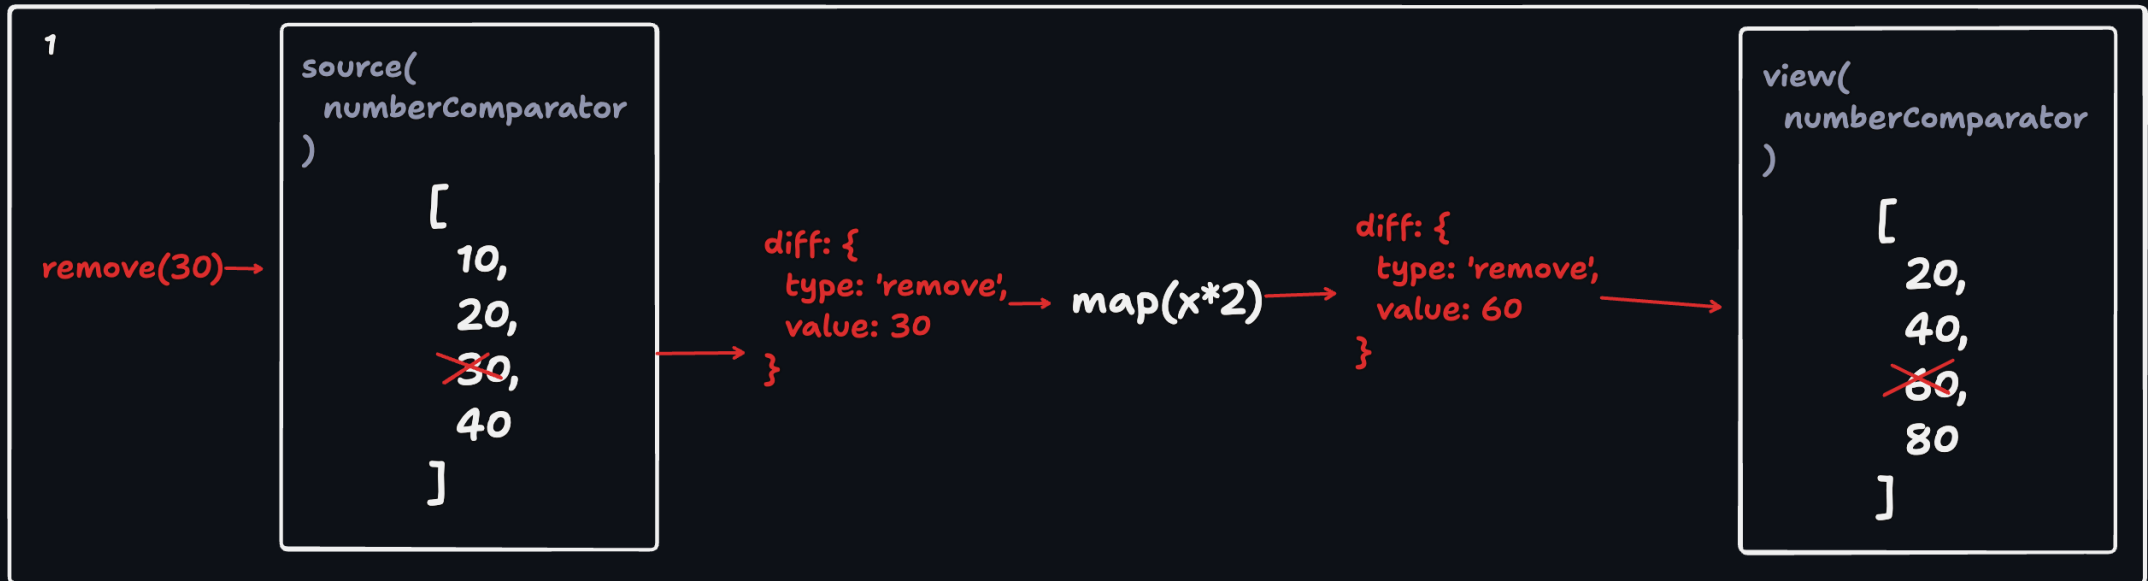 1
source(
numberComparator
)
[
10,
20,
30,
40
]
remove(30)
diff: {
type: 'remove',
value: 30
}
map(x*2)
diff: {
type: 'remove',
value: 60
}
view(
numberComparator
)
[
20,
40,
60,
80
]